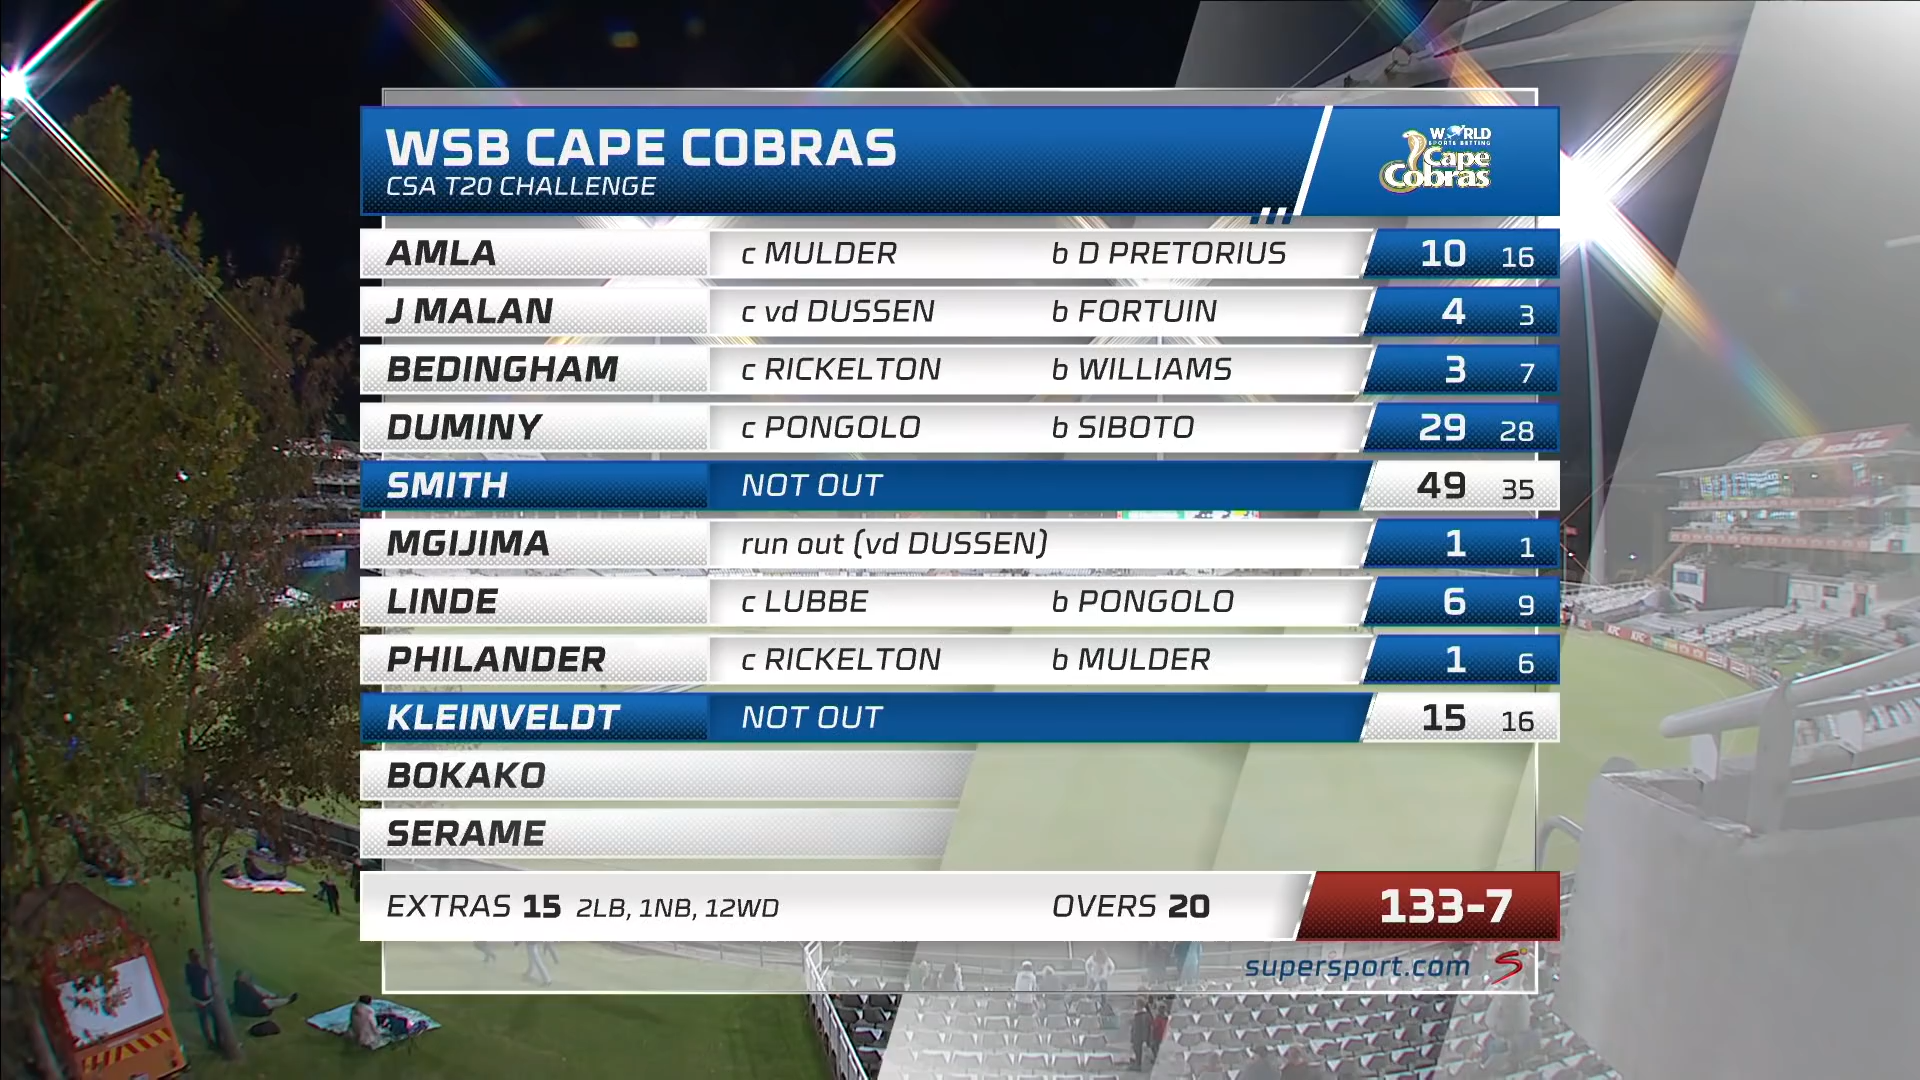 WSB CAPE COBRAS
CSA T20 CHALLENGE
WORLD
SPORTS BETTING
Cape
Cobras
AMLA c MULDER b D PRETORIUS 10 16
J MALAN c vd DUSSEN b FORTUIN 4 3
BEDINGHAM c RICKELTON b WILLIAMS 3 7
DUMINY c PONGOLO b SIBOTO 29 28
SMITH NOT OUT 49 35
MGIJIMA run out (vd DUSSEN) 1 1
LINDE c LUBBE b PONGOLO 6 9
PHILANDER c RICKELTON b MULDER 1 6
KLEINVELDT NOT OUT 15 16
BOKAKO
SERAME
EXTRAS 15 2LB, 1NB, 12WD OVERS 20 133-7
supersport.com S
KFC
KFC KFC